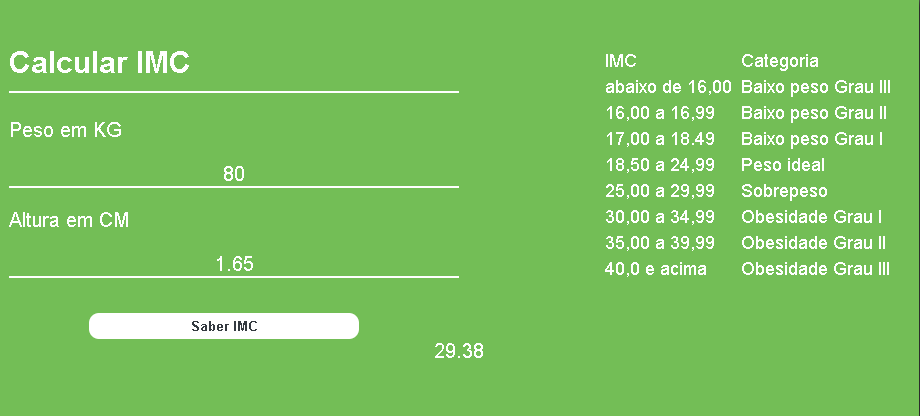 Calcular IMC
Peso em KG
80
Altura em CM
1.65
Saber IMC
29.38
IMC Categoria
abaixo de 16,00 Baixo peso Grau III
16,00 a 16,99 Baixo peso Grau II
17,00 a 18.49 Baixo peso Grau I
18,50 a 24,99 Peso ideal
25,00 a 29,99 Sobrepeso
30,00 a 34,99 Obesidade Grau I
35,00 a 39,99 Obesidade Grau II
40,0 e acima Obesidade Grau III